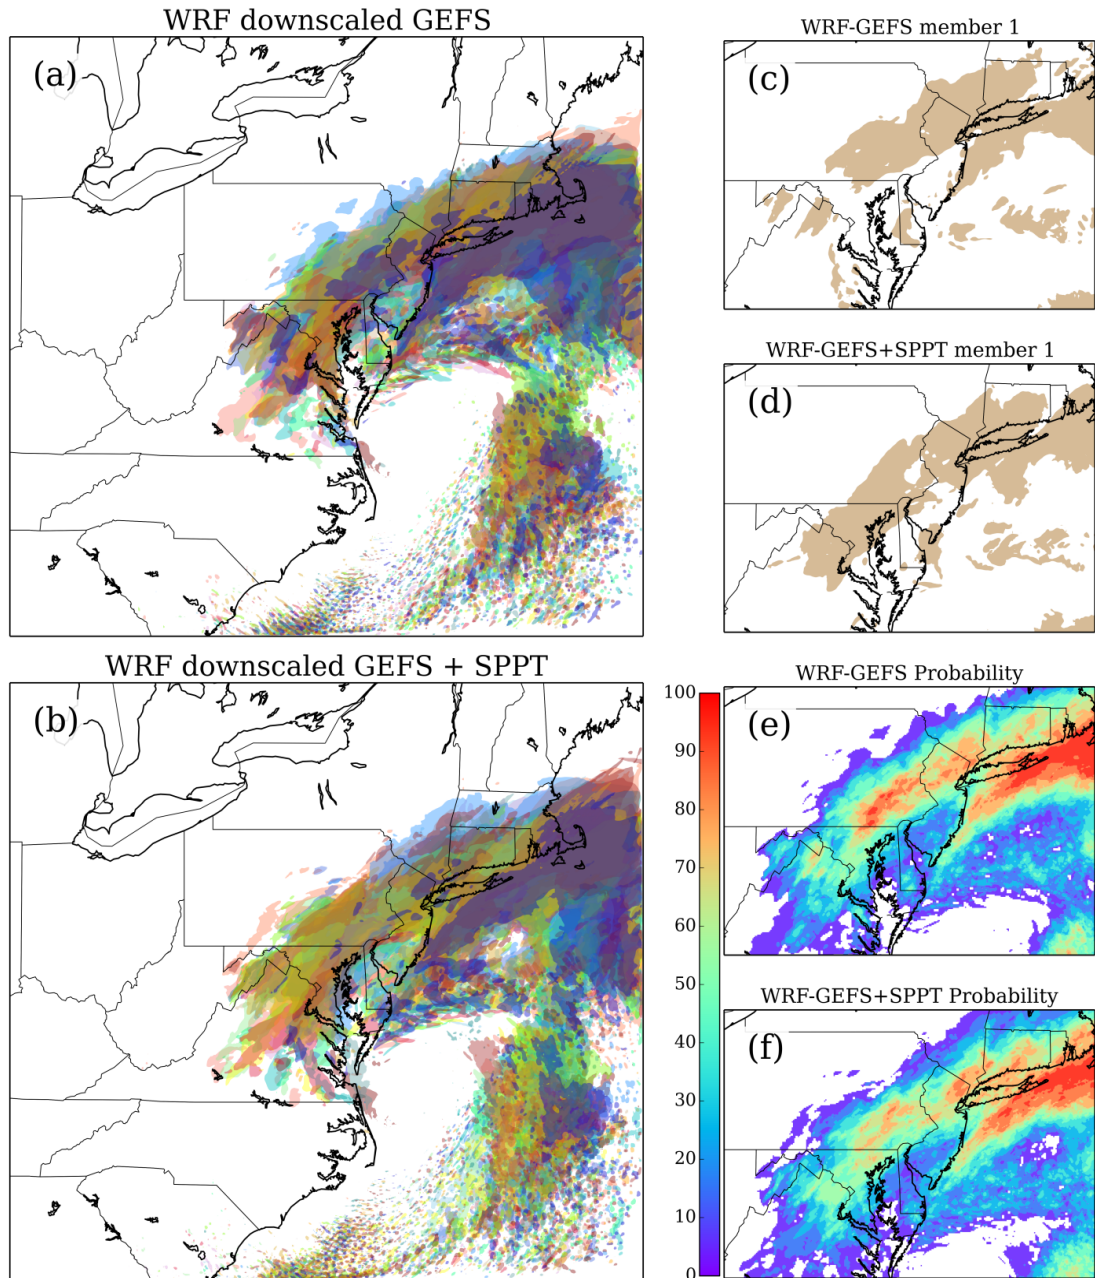 WRF downscaled GEFS
(a)
WRF-GEFS member 1
(c)
WRF-GEFS+SPPT member 1
(d)
WRF downscaled GEFS + SPPT
(b)
WRF-GEFS Probability
(e)
100
90
80
70
60
50
40
30
20
10
0
WRF-GEFS+SPPT Probability
(f)